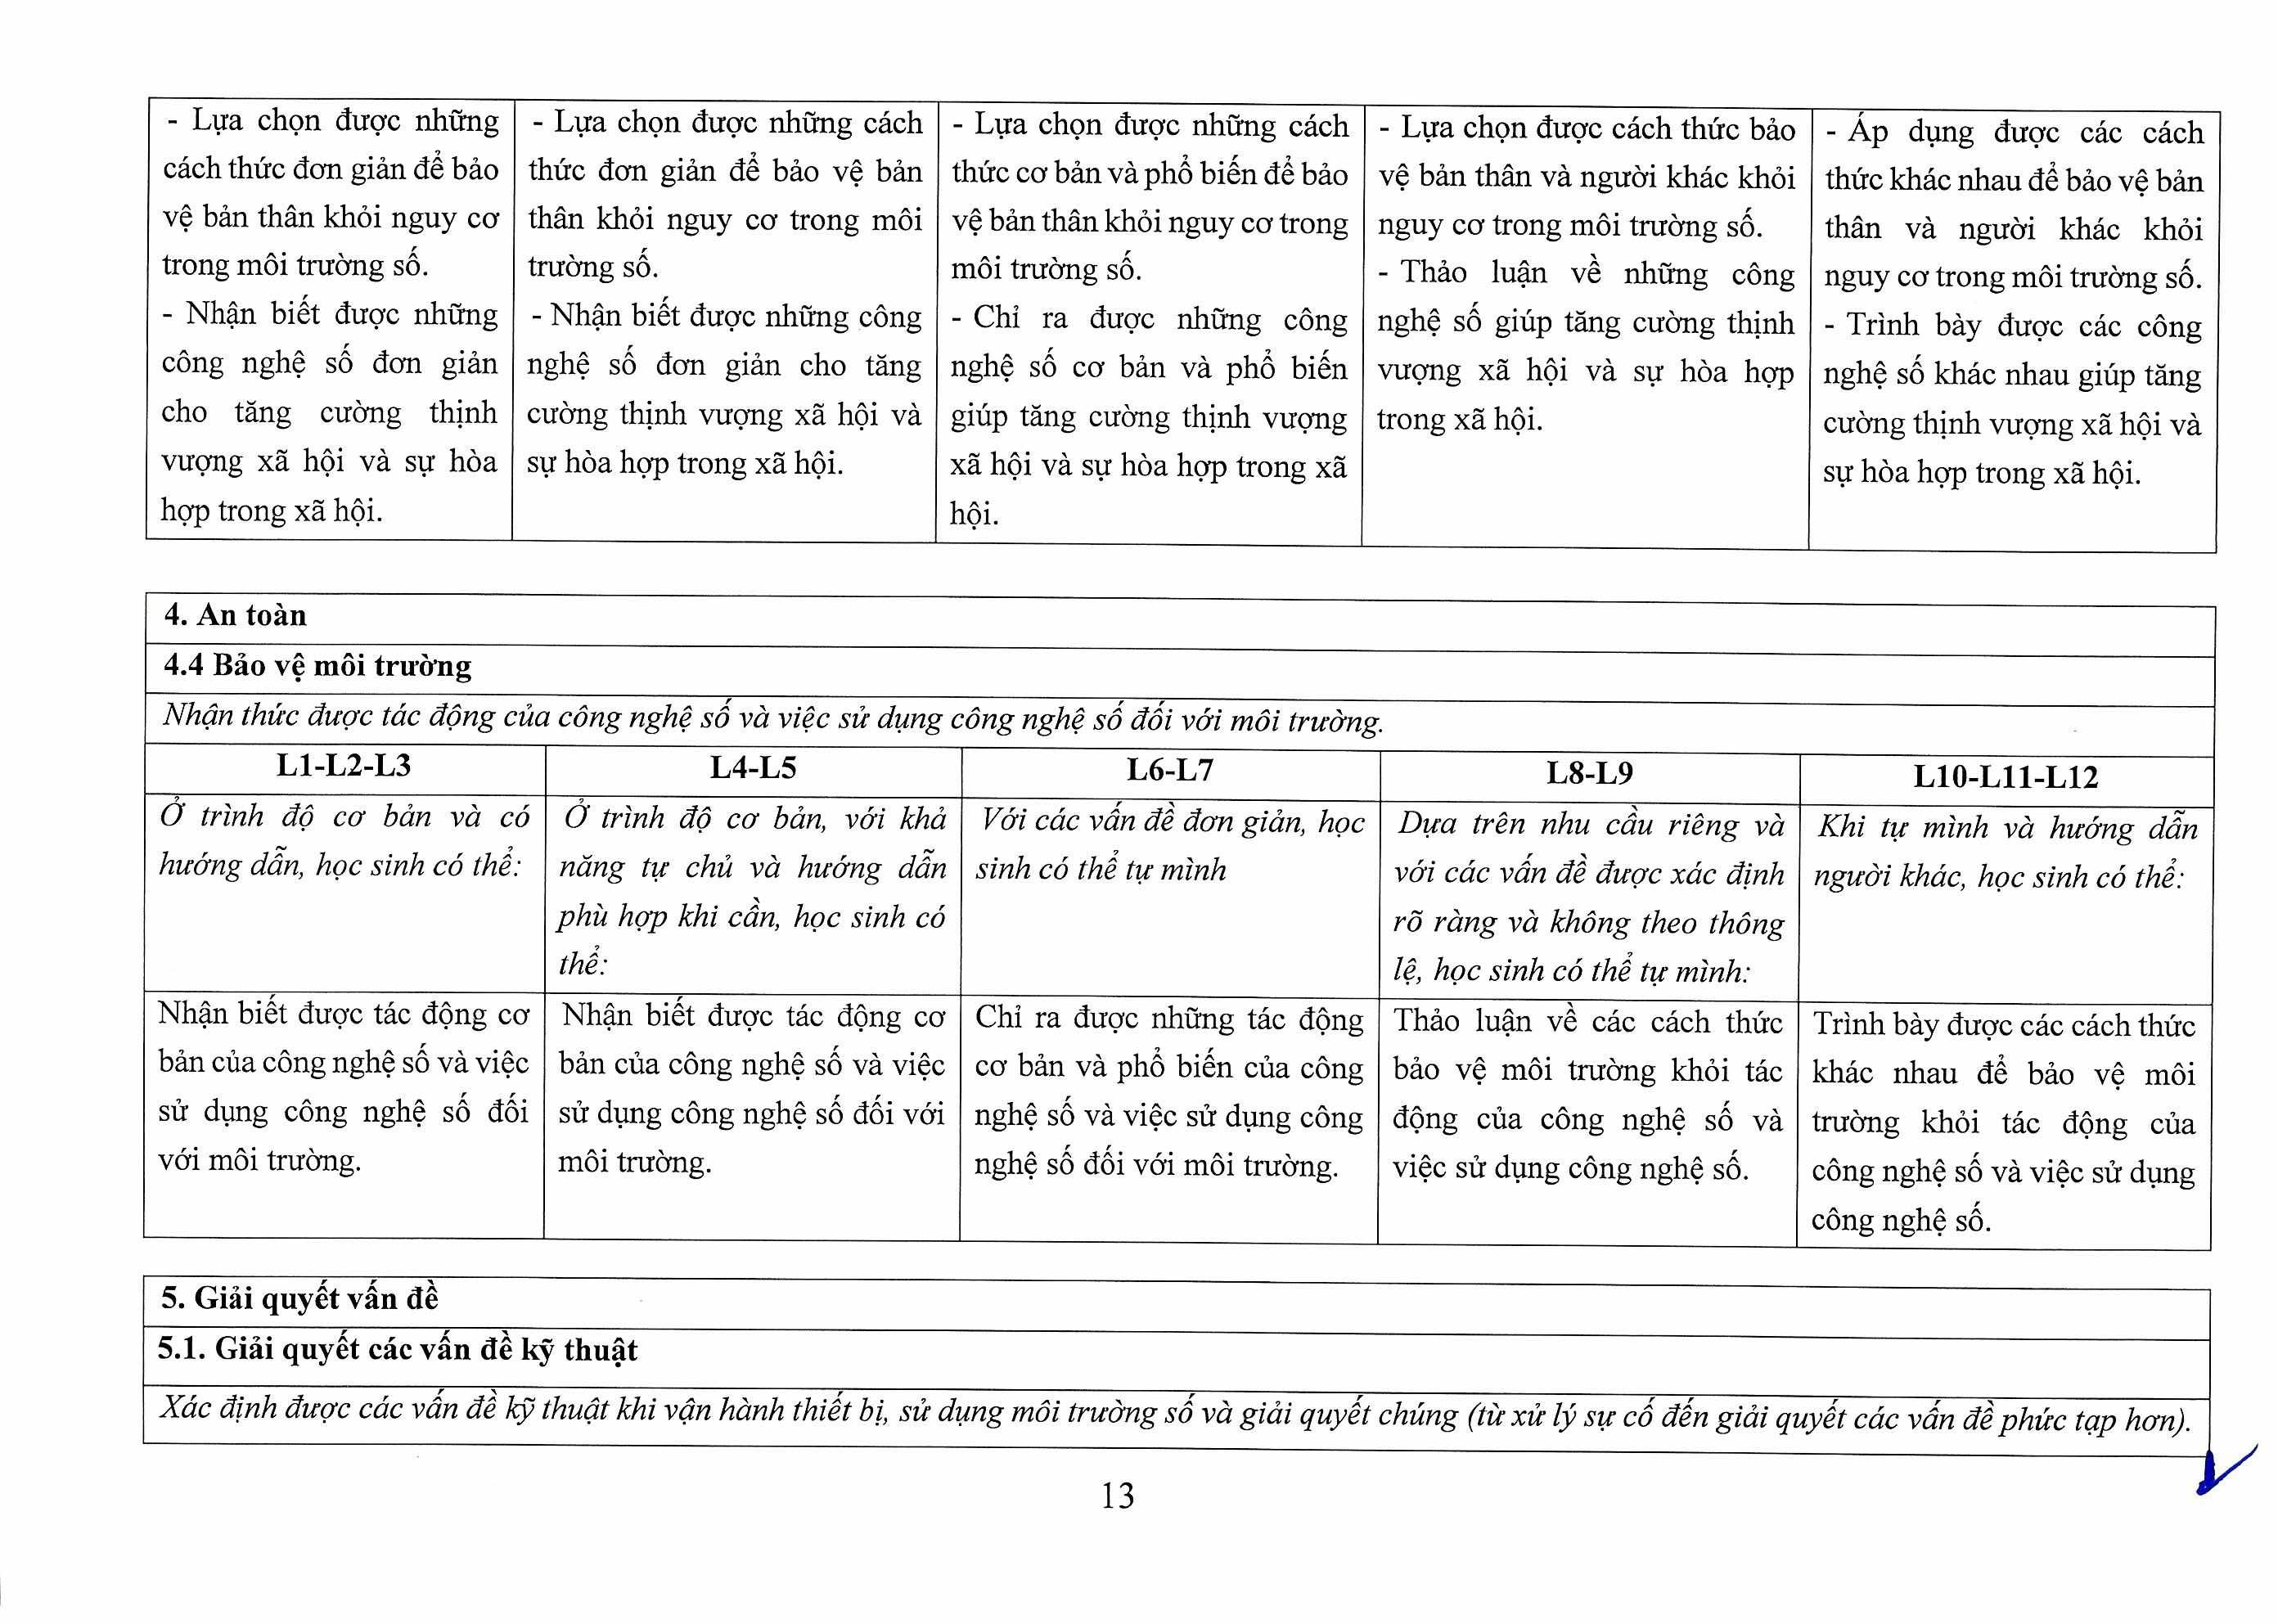 - Lựa chọn được những
cách thức đơn giản để bảo
vệ bản thân khỏi nguy cơ
trong môi trường số.
- Nhận biết được những
công nghệ số đơn giản
cho tăng cường thịnh
vượng xã hội và sự hòa
hợp trong xã hội.
- Lựa chọn được những cách
thức đơn giản để bảo vệ bản
thân khỏi nguy cơ trong môi
trường số.
- Nhận biết được những công
nghệ số đơn giản cho tăng
cường thịnh vượng xã hội và
sự hòa hợp trong xã hội.
- Lựa chọn được những cách
thức cơ bản và phổ biến để bảo
vệ bản thân khỏi nguy cơ trong
môi trường số.
- Chỉ ra được những công
nghệ số cơ bản và phổ biến
giúp tăng cường thịnh vượng
xã hội và sự hòa hợp trong xã
hội.
- Lựa chọn được cách thức bảo
vệ bản thân và người khác khỏi
nguy cơ trong môi trường số.
- Thảo luận về những công
nghệ số giúp tăng cường thịnh
vượng xã hội và sự hòa hợp
trong xã hội.
- Áp dụng được các cách
thức khác nhau để bảo vệ bản
thân và người khác khỏi
nguy cơ trong môi trường số.
- Trình bày được các công
nghệ số khác nhau giúp tăng
cường thịnh vượng xã hội và
sự hòa hợp trong xã hội.
4. An toàn
4.4 Bảo vệ môi trường
Nhận thức được tác động của công nghệ số và việc sử dụng công nghệ số đối với môi trường.
L1-L2-L3
L4-L5
L6-L7
L8-L9
L10-L11-L12
Ở trình độ cơ bản và có
hướng dẫn, học sinh có thể:
Ở trình độ cơ bản, với khả
năng tự chủ và hướng dẫn
phù hợp khi cần, học sinh có
thể:
Với các vấn đề đơn giản, học
sinh có thể tự mình
Dựa trên nhu cầu riêng và
với các vấn đề được xác định
rõ ràng và không theo thông
lệ, học sinh có thể tự mình:
Khi tự mình và hướng dẫn
người khác, học sinh có thể:
Nhận biết được tác động cơ
bản của công nghệ số và việc
sử dụng công nghệ số đối
với môi trường.
Nhận biết được tác động cơ
bản của công nghệ số và việc
sử dụng công nghệ số đối với
môi trường.
Chỉ ra được những tác động
cơ bản và phổ biến của công
nghệ số và việc sử dụng công
nghệ số đối với môi trường.
Thảo luận về các cách thức
bảo vệ môi trường khỏi tác
động của công nghệ số và
việc sử dụng công nghệ số.
Trình bày được các cách thức
khác nhau để bảo vệ môi
trường khỏi tác động của
công nghệ số và việc sử dụng
công nghệ số.
5. Giải quyết vấn đề
5.1. Giải quyết các vấn đề kỹ thuật
Xác định được các vấn đề kỹ thuật khi vận hành thiết bị, sử dụng môi trường số và giải quyết chúng (từ xử lý sự cố đến giải quyết các vấn đề phức tạp hơn).
13